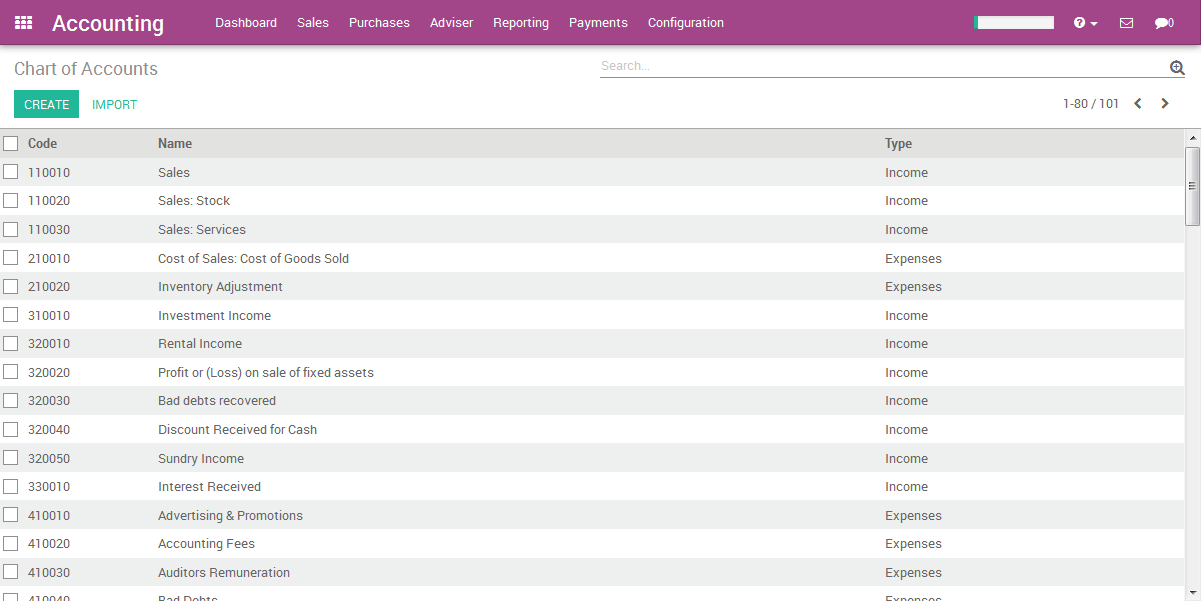 Accounting Dashboard Sales Purchases Adviser Reporting Payments Configuration 0
Chart of Accounts Search...
CREATE IMPORT 1-80 / 101
Code Name Type
110010 Sales Income
110020 Sales: Stock Income
110030 Sales: Services Income
210010 Cost of Sales: Cost of Goods Sold Expenses
210020 Inventory Adjustment Expenses
310010 Investment Income Income
320010 Rental Income Income
320020 Profit or (Loss) on sale of fixed assets Income
320030 Bad debts recovered Income
320040 Discount Received for Cash Income
320050 Sundry Income Income
330010 Interest Received Income
410010 Advertising & Promotions Expenses
410020 Accounting Fees Expenses
410030 Auditors Remuneration Expenses
410040 Bad Debts Expenses